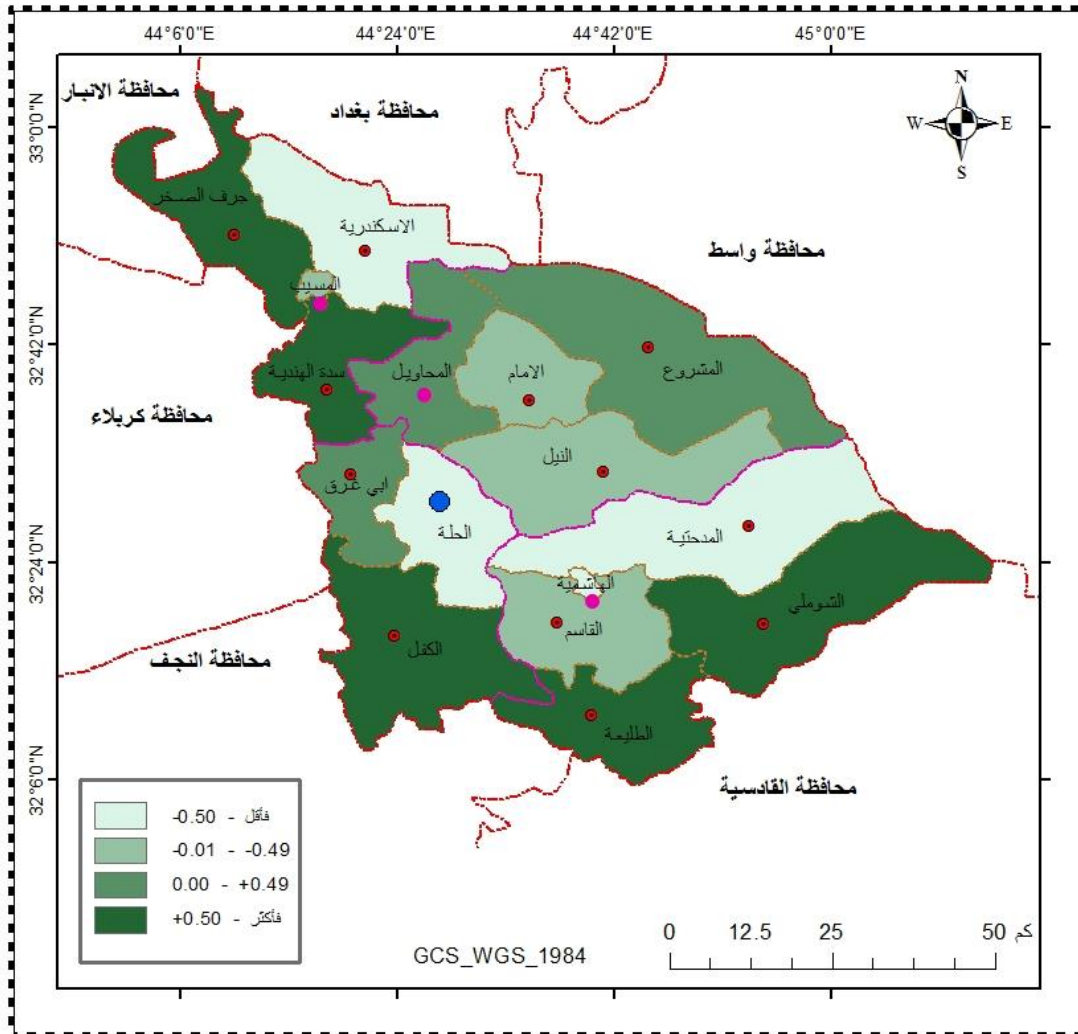 44°6'0"E
44°24'0"E
44°42'0"E
45°0'0"E
33°0'0"N
32°42'0"N
32°24'0"N
32°6'0"N
N
W
E
S
محافظة الانبار
محافظة بغداد
محافظة واسط
محافظة كربلاء
محافظة النجف
محافظة القادسية
جرف الصخر
الاسكندرية
المسيب
سدة الهندية
المحاويل
الامام
المشروع
النيل
ابي غرق
الحلة
المدحتية
الهاشمية
القاسم
الشوملي
الكفل
الطليعة
-0.50 - فأقل
-0.01 - -0.49
0.00 - +0.49
+0.50 - فأكثر
GCS_WGS_1984
0 12.5 25 50 كم